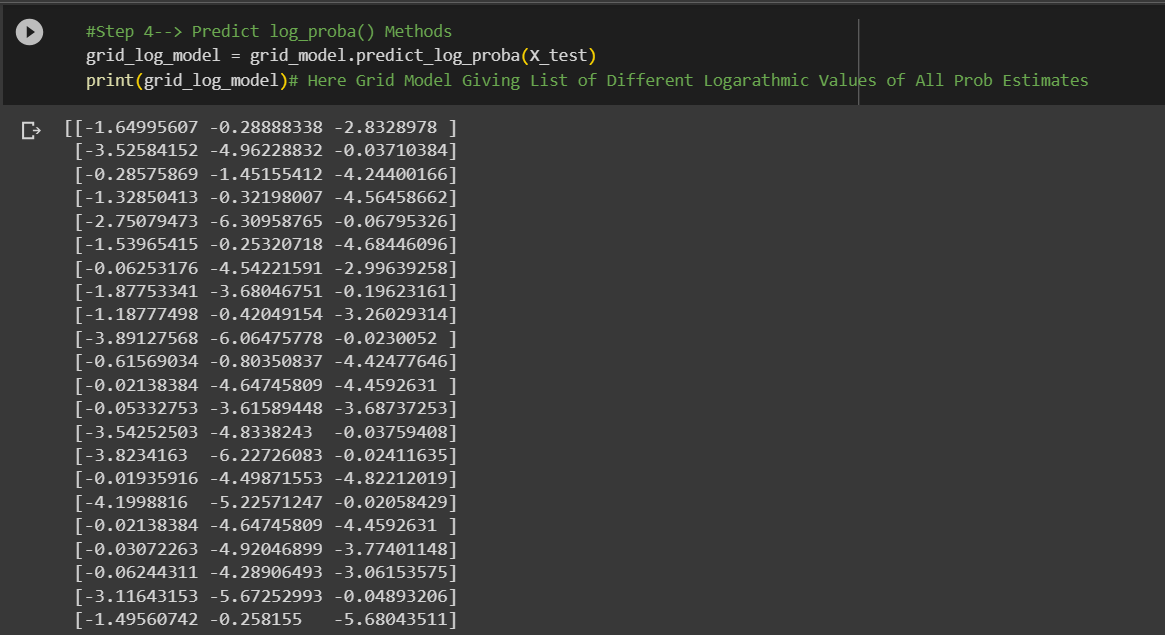 #Step 4--> Predict log_proba() Methods
grid_log_model = grid_model.predict_log_proba(X_test)
print(grid_log_model)# Here Grid Model Giving List of Different Logarathmic Values of All Prob Estimates
[[-1.64995607 -0.28888338 -2.8328978 ]
[-3.52584152 -4.96228832 -0.03710384]
[-0.28575869 -1.45155412 -4.24400166]
[-1.32850413 -0.32198007 -4.56458662]
[-2.75079473 -6.30958765 -0.06795326]
[-1.53965415 -0.25320718 -4.68446096]
[-0.06253176 -4.54221591 -2.99639258]
[-1.87753341 -3.68046751 -0.19623161]
[-1.18777498 -0.42049154 -3.26029314]
[-3.89127568 -6.06475778 -0.0230052 ]
[-0.61569034 -0.80350837 -4.42477646]
[-0.02138384 -4.64745809 -4.4592631 ]
[-0.05332753 -3.61589448 -3.68737253]
[-3.54252503 -4.8338243  -0.03759408]
[-3.8234163  -6.22726083 -0.02411635]
[-0.01935916 -4.49871553 -4.82212019]
[-4.1998816  -5.22571247 -0.02058429]
[-0.02138384 -4.64745809 -4.4592631 ]
[-0.03072263 -4.92046899 -3.77401148]
[-0.06244311 -4.28906493 -3.06153575]
[-3.11643153 -5.67252993 -0.04893206]
[-1.49560742 -0.258155   -5.68043511]